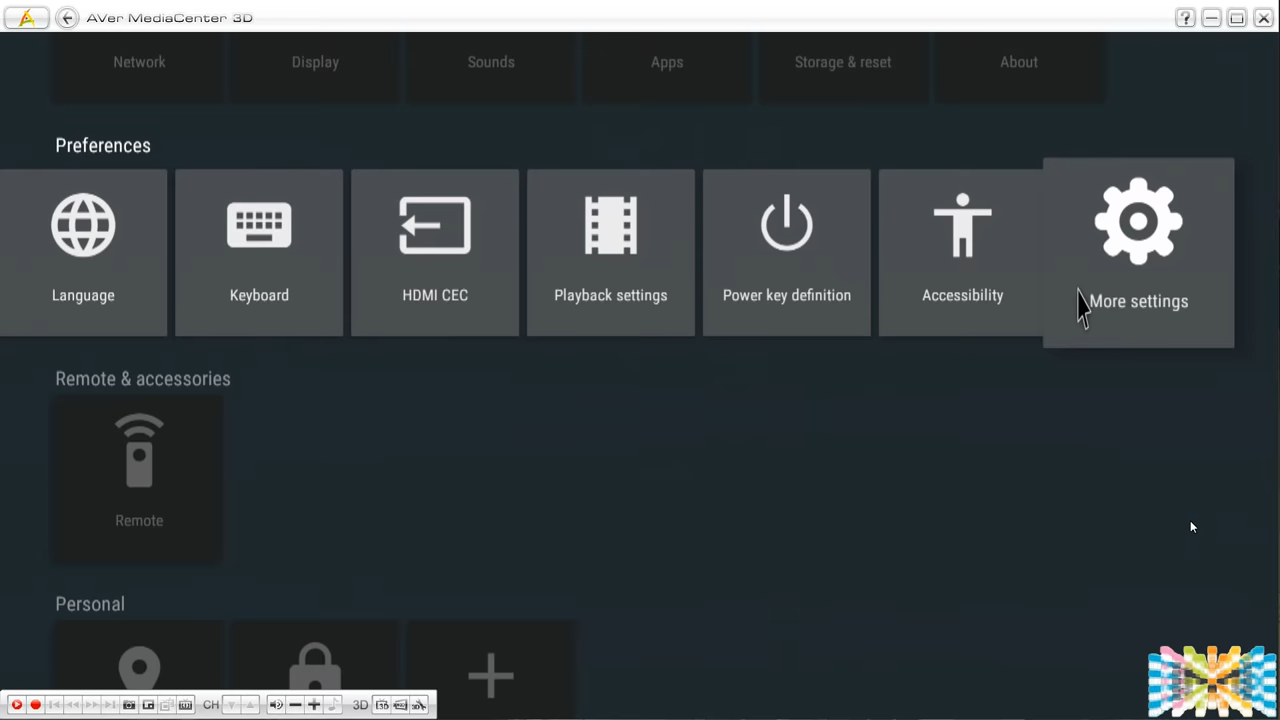 AVer MediaCenter 3D
Network
Display
Sounds
Apps
Storage & reset
About
Preferences
Language
Keyboard
HDMI CEC
Playback settings
Power key definition
Accessibility
More settings
Remote & accessories
Remote
Personal
CH
3D